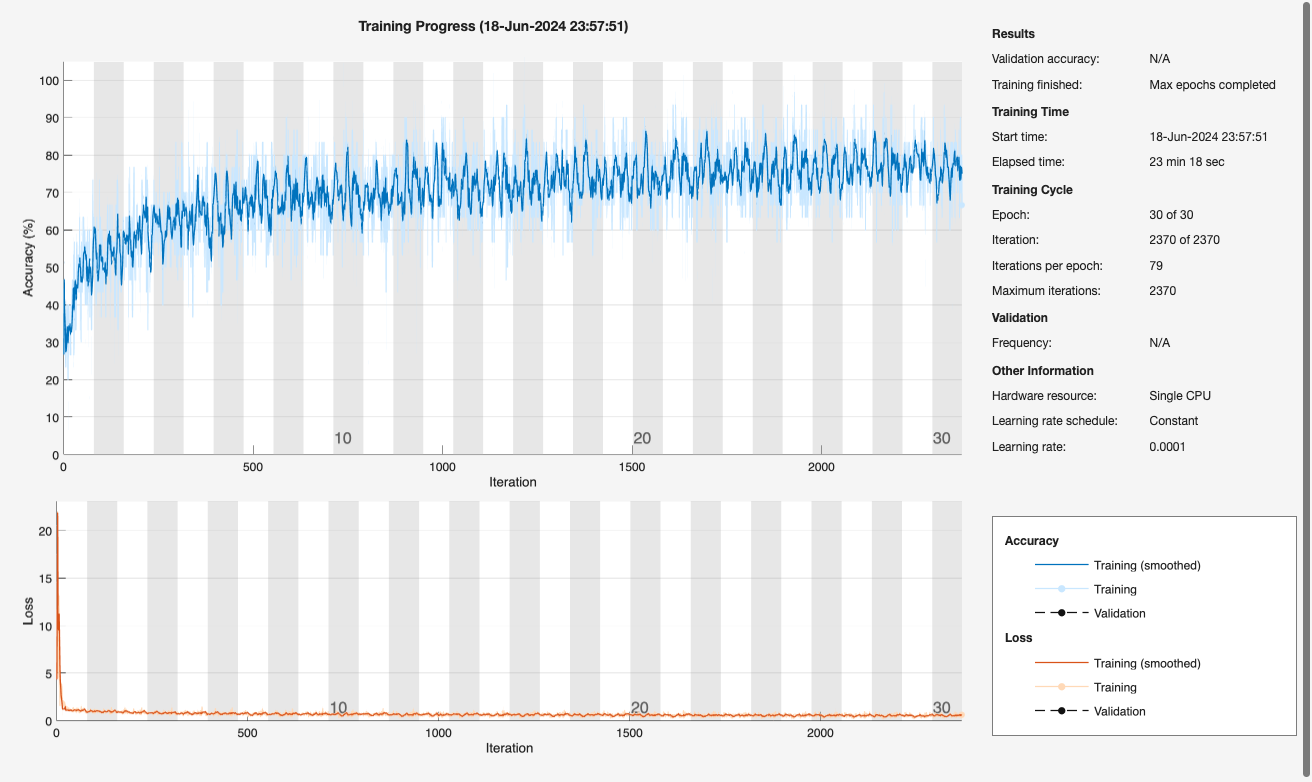 Training Progress (18-Jun-2024 23:57:51)
100
90
80
70
60
50
40
30
20
10
0
Accuracy (%)
10
20
30
0
500
1000
1500
2000
Iteration
20
15
10
5
0
Loss
10
20
30
0
500
1000
1500
2000
Iteration
Results
Validation accuracy: N/A
Training finished: Max epochs completed
Training Time
Start time: 18-Jun-2024 23:57:51
Elapsed time: 23 min 18 sec
Training Cycle
Epoch: 30 of 30
Iteration: 2370 of 2370
Iterations per epoch: 79
Maximum iterations: 2370
Validation
Frequency: N/A
Other Information
Hardware resource: Single CPU
Learning rate schedule: Constant
Learning rate: 0.0001
Accuracy
Training (smoothed)
Training
Validation
Loss
Training (smoothed)
Training
Validation